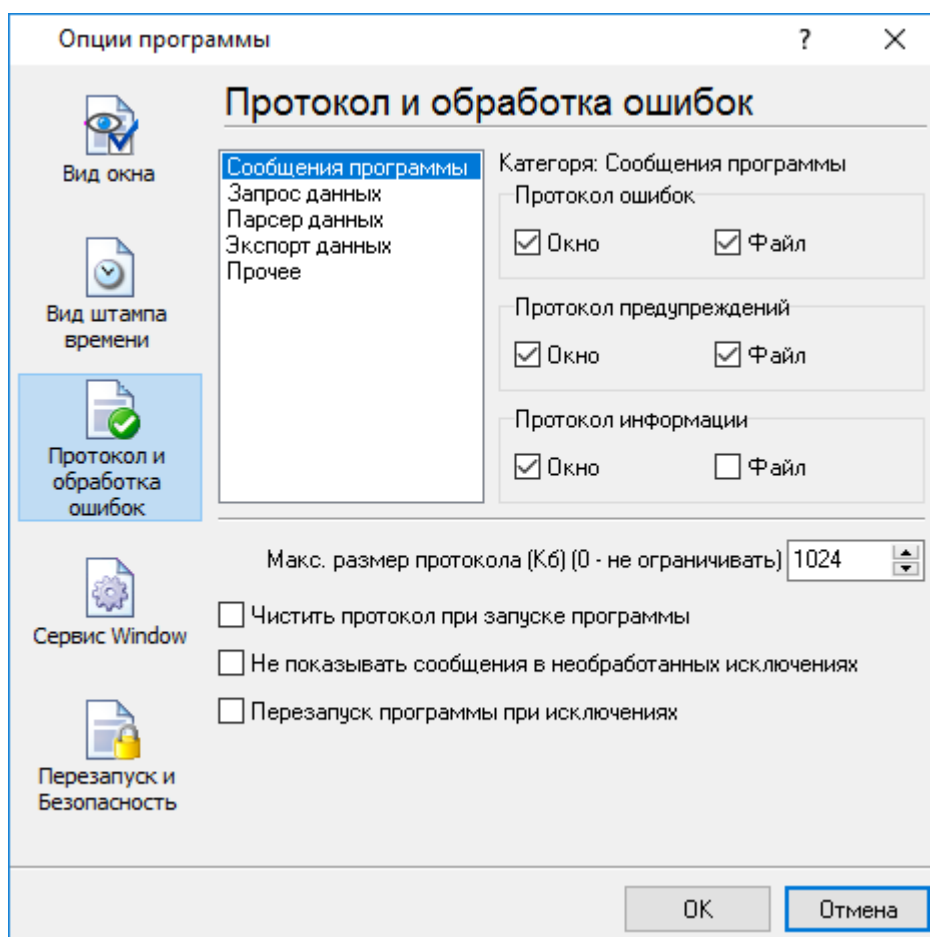 Опции программы
?
Вид окна
Вид штампа
времени
Протокол и
обработка
ошибок
Сервис Window
Перезапуск и
Безопасность
Протокол и обработка ошибок
Сообщения программы
Запрос данных
Парсер данных
Экспорт данных
Прочее
Категоря: Сообщения программы
Протокол ошибок
Окно Файл
Протокол предупреждений
Окно Файл
Протокол информации
Окно Файл
Макс. размер протокола (Кб) (0 - не ограничивать) 1024
Чистить протокол при запуске программы
Не показывать сообщения в необработанных исключениях
Перезапуск программы при исключениях
OK Отмена